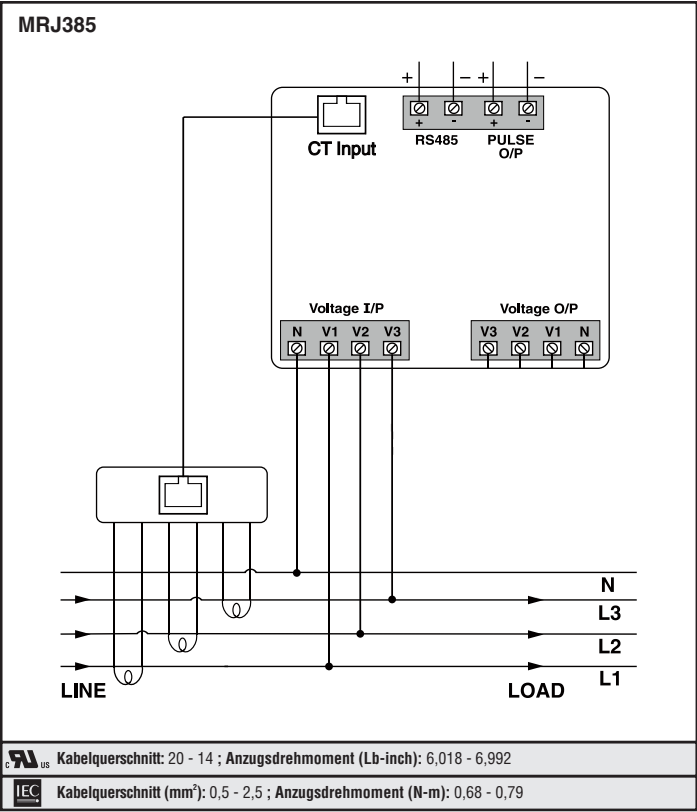 MRJ385
+ − + −
+ - + -
CT Input
RS485 PULSE O/P
Voltage I/P
N V1 V2 V3
Voltage O/P
V3 V2 V1 N
N
L3
L2
L1
LINE
LOAD
c RU us Kabelquerschnitt: 20 - 14 ; Anzugsdrehmoment (Lb-inch): 6,018 - 6,992
IEC Kabelquerschnitt (mm²): 0,5 - 2,5 ; Anzugsdrehmoment (N-m): 0,68 - 0,79